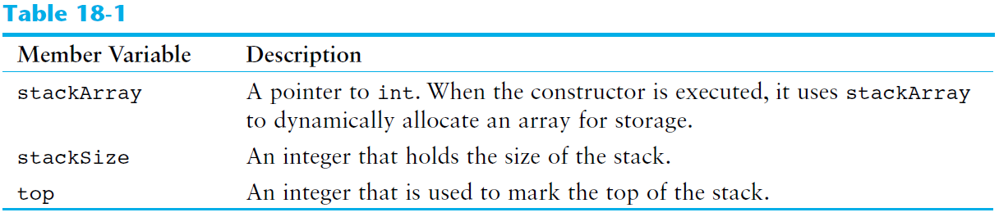 Table 18-1
Member Variable Description
stackArray A pointer to int. When the constructor is executed, it uses stackArray
to dynamically allocate an array for storage.
stackSize An integer that holds the size of the stack.
top An integer that is used to mark the top of the stack.